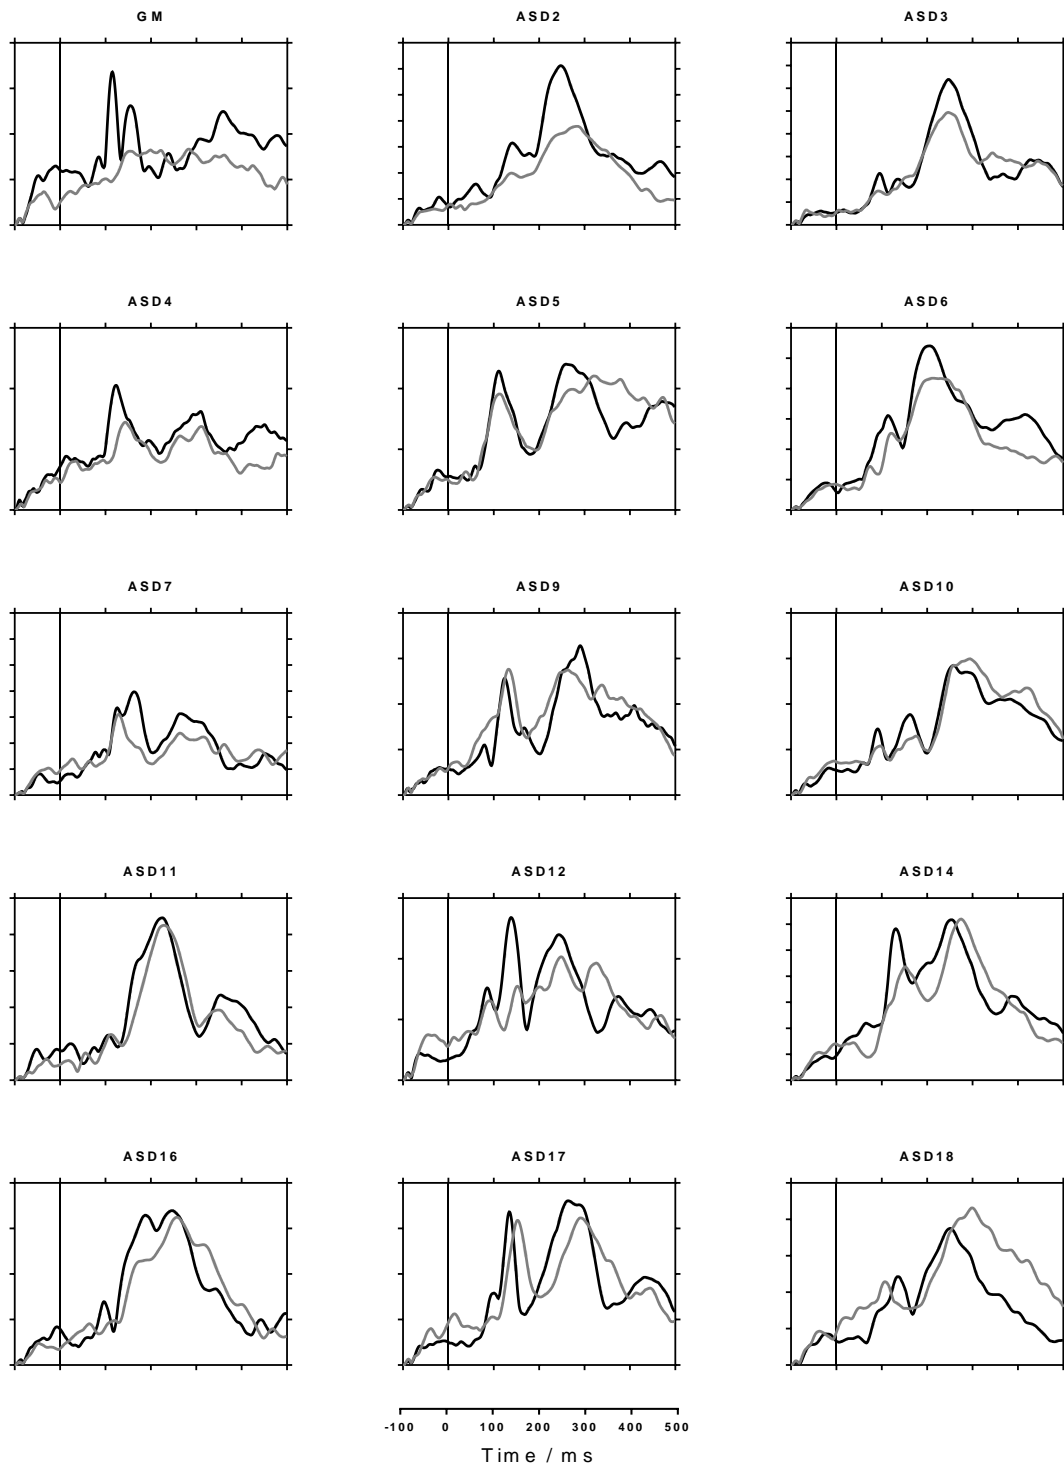 GM ASD2 ASD3
ASD4 ASD5 ASD6
ASD7 ASD9 ASD10
ASD11 ASD12 ASD14
ASD16 ASD17 ASD18
-100 0 100 200 300 400 500
Time / ms